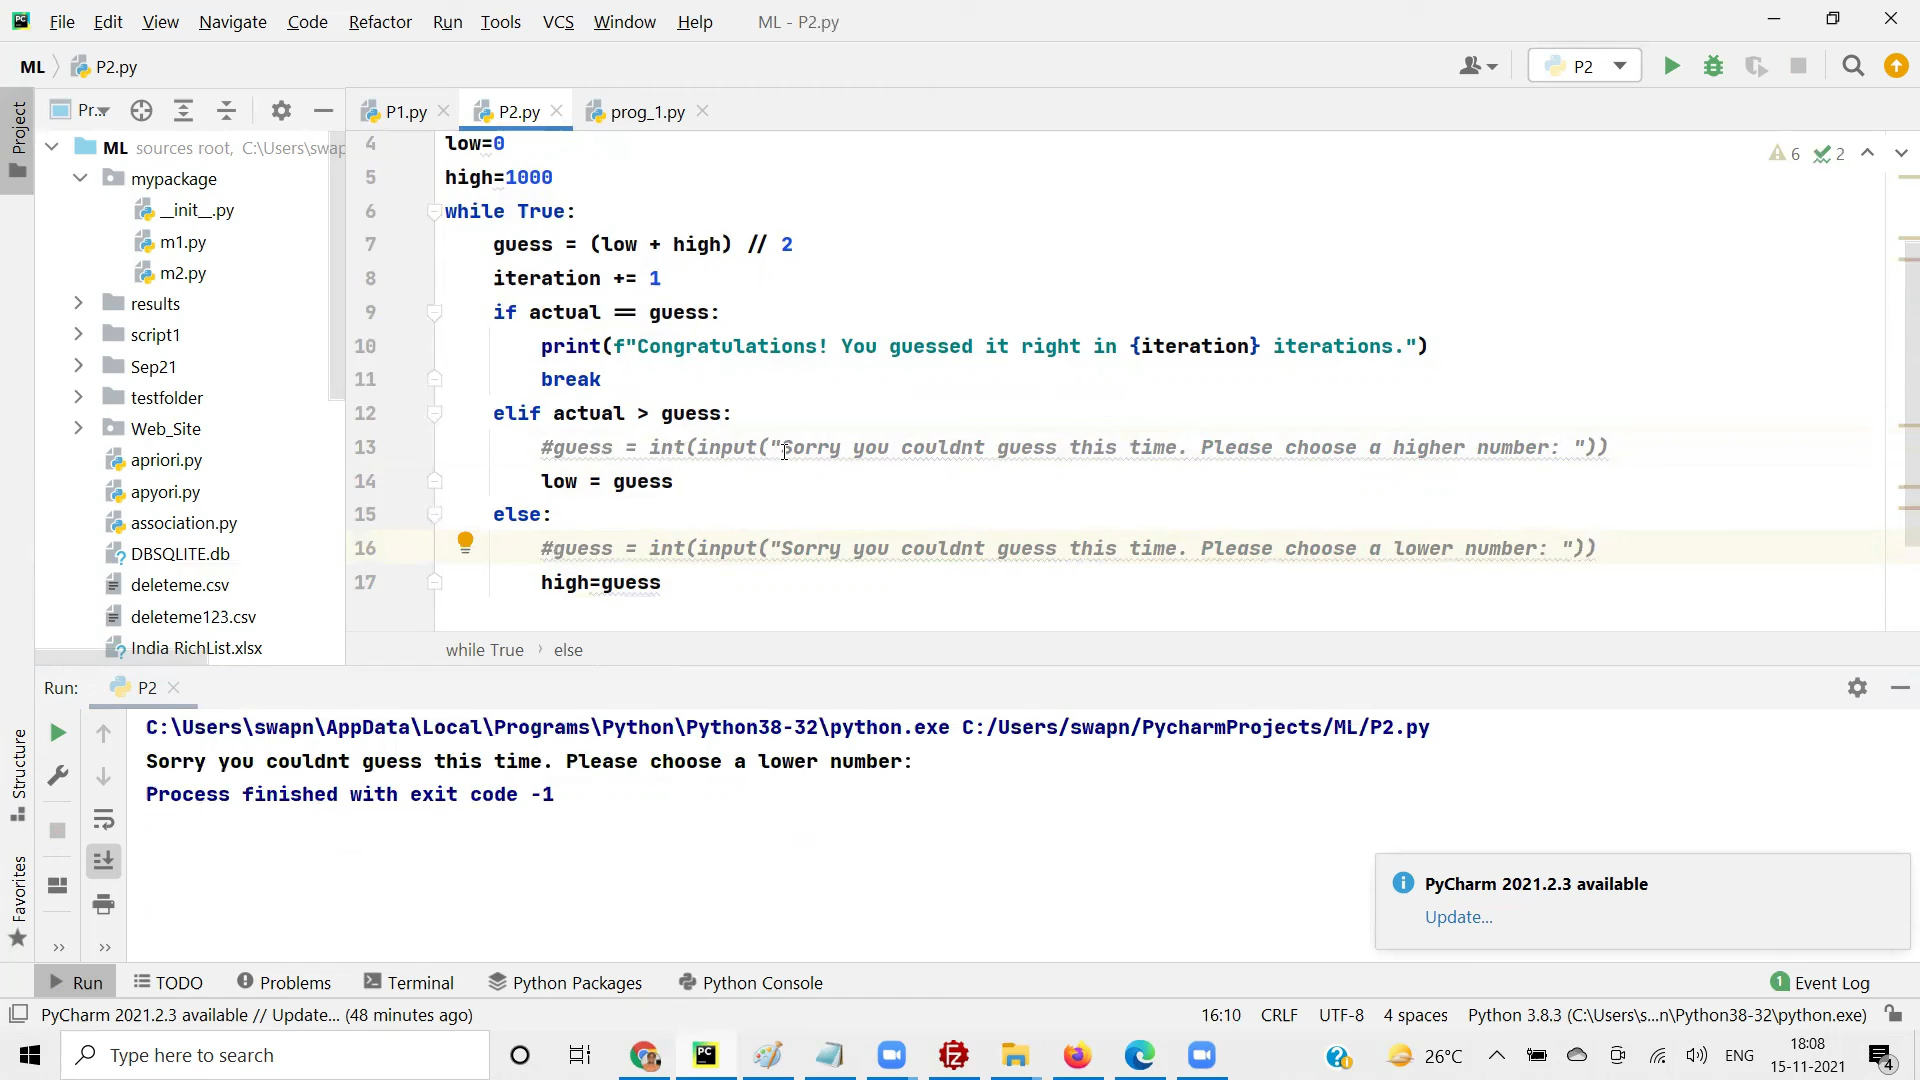 PC File Edit View Navigate Code Refactor Run Tools VCS Window Help ML - P2.py
ML P2.py P2
Project Pr... P1.py P2.py prog_1.py
ML sources root, C:\Users\swap
mypackage
__init__.py
m1.py
m2.py
results
script1
Sep21
testfolder
Web_Site
apriori.py
apyori.py
association.py
DBSQLITE.db
deleteme.csv
deleteme123.csv
India RichList.xlsx
6 2
4 low=0
5 high=1000
6 while True:
7 guess = (low + high) // 2
8 iteration += 1
9 if actual == guess:
10 print(f"Congratulations! You guessed it right in {iteration} iterations.")
11 break
12 elif actual > guess:
13 #guess = int(input("Sorry you couldnt guess this time. Please choose a higher number: "))
14 low = guess
15 else:
16 #guess = int(input("Sorry you couldnt guess this time. Please choose a lower number: "))
17 high=guess
while True › else
Run: P2
C:\Users\swapn\AppData\Local\Programs\Python\Python38-32\python.exe C:/Users/swapn/PycharmProjects/ML/P2.py
Sorry you couldnt guess this time. Please choose a lower number:
Process finished with exit code -1
Structure
Favorites
PyCharm 2021.2.3 available
Update...
Run TODO Problems Terminal Python Packages Python Console 1 Event Log
PyCharm 2021.2.3 available // Update... (48 minutes ago) 16:10 CRLF UTF-8 4 spaces Python 3.8.3 (C:\Users\s...n\Python38-32\python.exe)
Type here to search PC 26°C ENG 18:08
15-11-2021 4